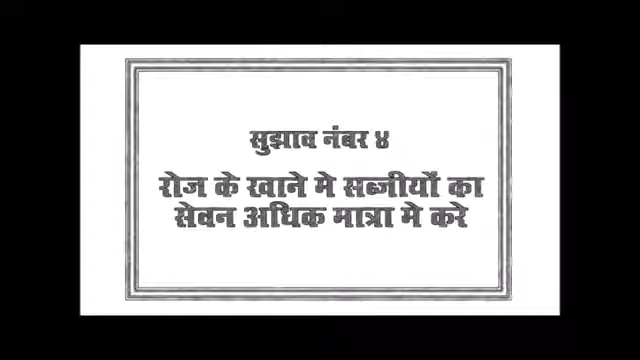 सुझाव नंबर ४
रोज के खाने मे सब्जीयों का
सेवन अधिक मात्रा मे करे